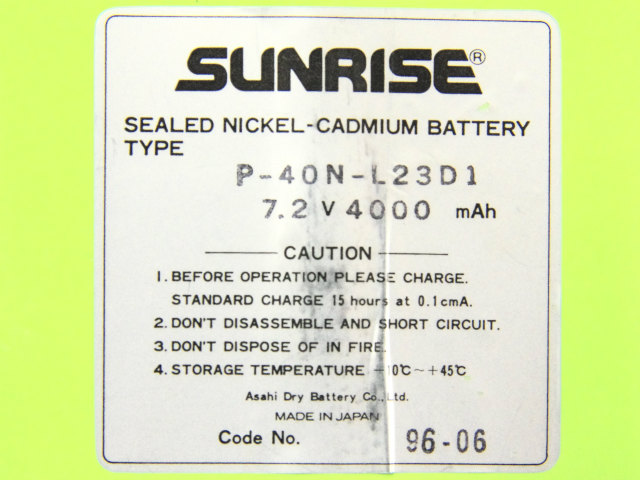 SUNRISE®
SEALED NICKEL-CADMIUM BATTERY
TYPE
P-40N-L23D1
7.2 V 4000 mAh
CAUTION
1. BEFORE OPERATION PLEASE CHARGE.
STANDARD CHARGE 15 hours at 0.1cmA.
2. DON'T DISASSEMBLE AND SHORT CIRCUIT.
3. DON'T DISPOSE OF IN FIRE.
4. STORAGE TEMPERATURE -10℃~+45℃
Asahi Dry Battery Co., Ltd.
MADE IN JAPAN
Code No. 96-06